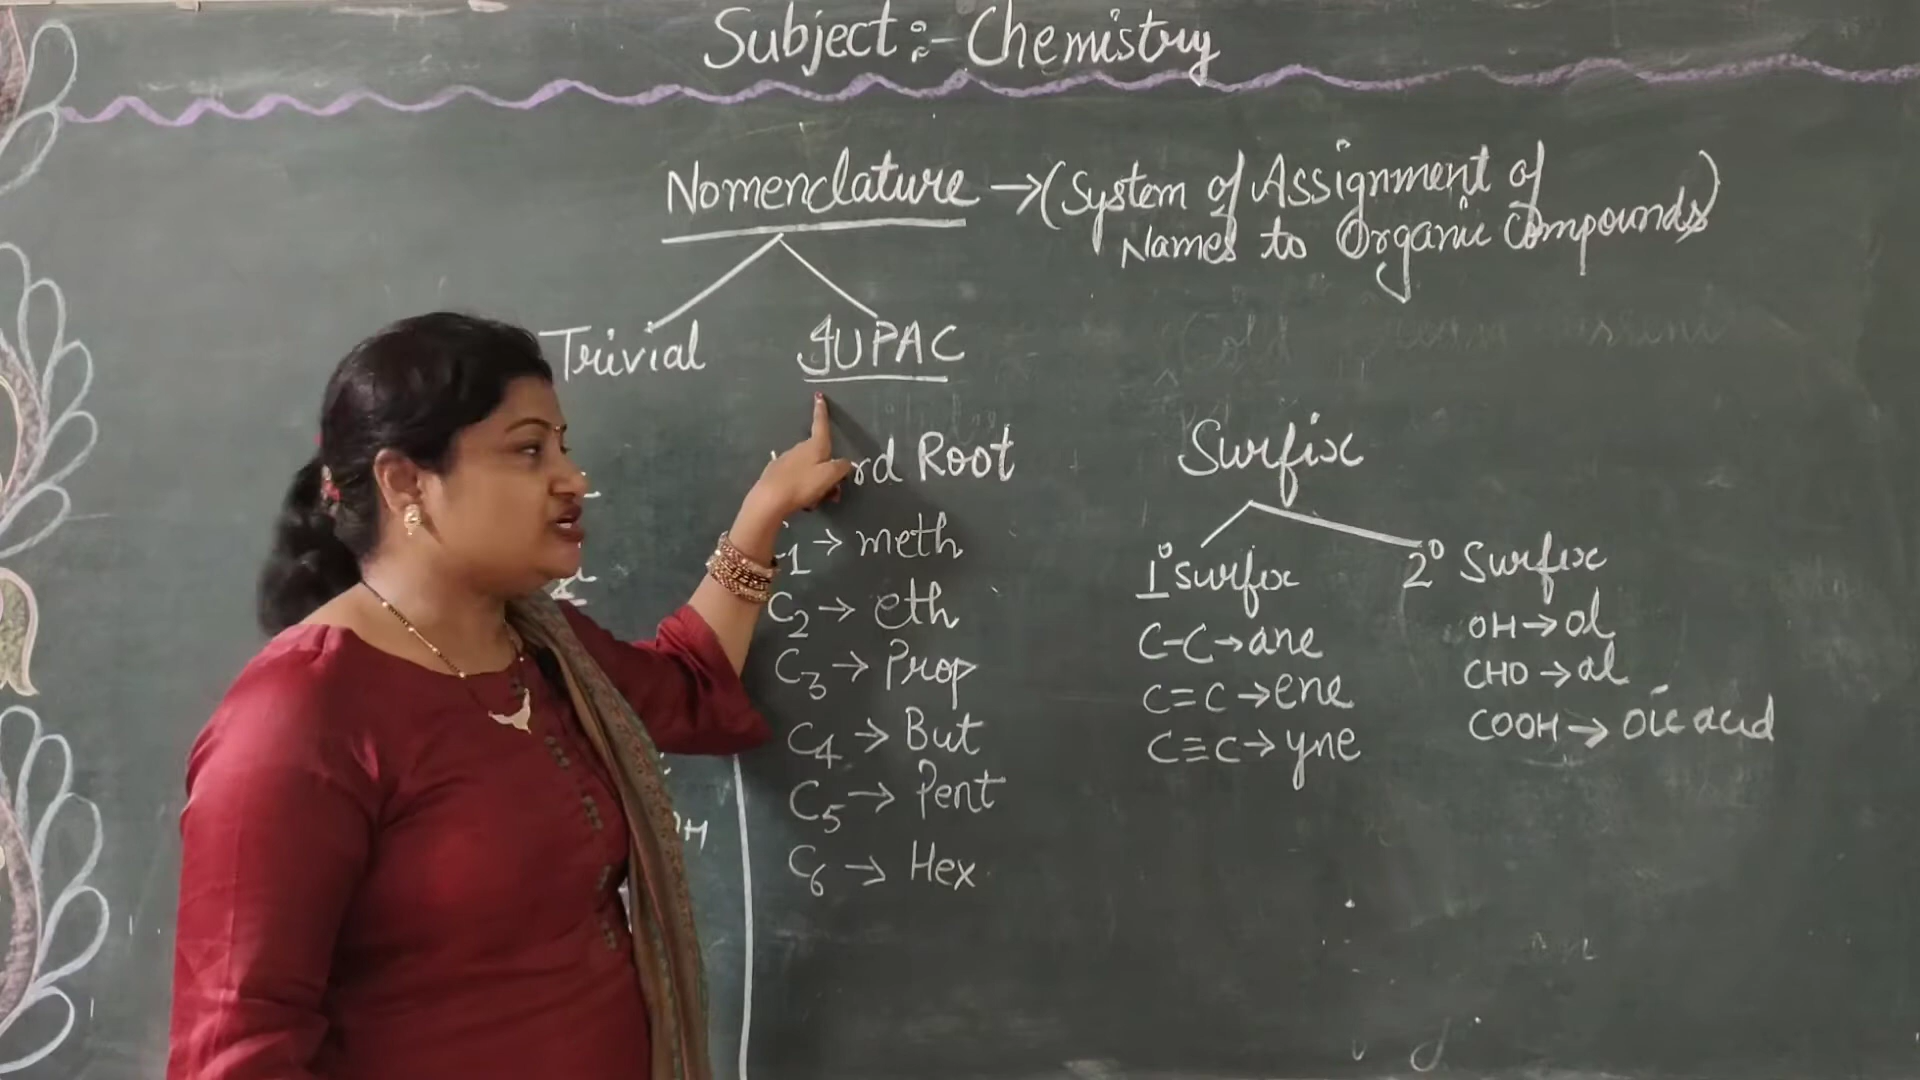 Subject:- Chemistry
Nomenclature → (System of Assignment of
Names to Organic Compounds)
Trivial IUPAC
Root
Surfix
1° surfix
2° Surfix
→ meth
C2 → eth
C3 → Prop
C4 → But
C5 → Pent
C6 → Hex
C-C → ane
C=C → ene
C≡C → yne
OH → ol
CHO → al
COOH → oic acid